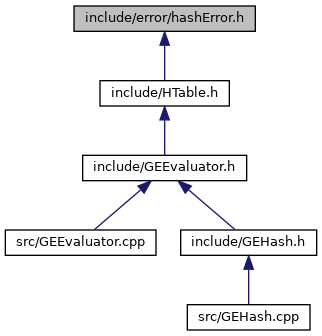 include/error/hashError.h
include/HTable.h
include/GEEvaluator.h
src/GEEvaluator.cpp
include/GEHash.h
src/GEHash.cpp